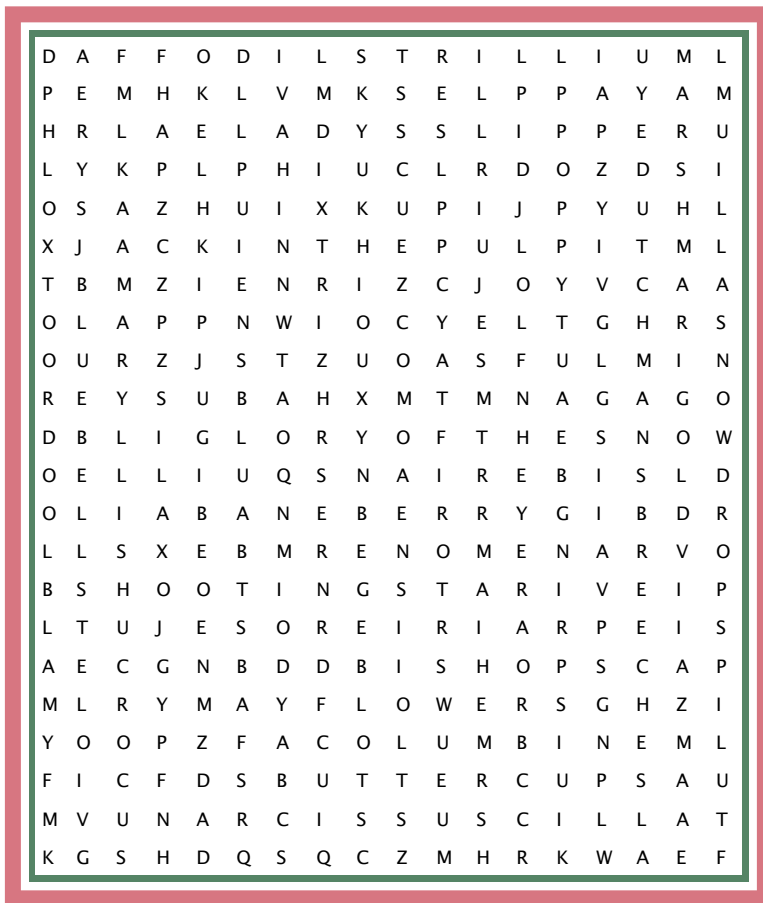 D A F F O D I L S T R I L L I U M L
P E M H K L V M K S E L P P A Y A M
H R L A E L A D Y S S L I P P E R U
L Y K P L P H I U C L R D O Z D S I
O S A Z H U I X K U P I J P Y U H L
X J A C K I N T H E P U L P I T M L
T B M Z I E N R I Z C J O Y V C A A
O L A P P N W I O C Y E L T G H R S
O U R Z J S T Z U O A S F U L M I N
R E Y S U B A H X M T M N A G A G O
D B L I G L O R Y O F T H E S N O W
O E L L I U Q S N A I R E B I S L D
O L I A B A N E B E R R Y G I B D R
L L S X E B M R E N O M E N A R V O
B S H O O T I N G S T A R I V E I P
L T U J E S O R E I R I A R P E I S
A E C G N B D D B I S H O P S C A P
M L R Y M A Y F L O W E R S G H Z I
Y O O P Z F A C O L U M B I N E M L
F I C F D S B U T T E R C U P S A U
M V U N A R C I S S U S C I L L A T
K G S H D Q S Q C Z M H R K W A E F